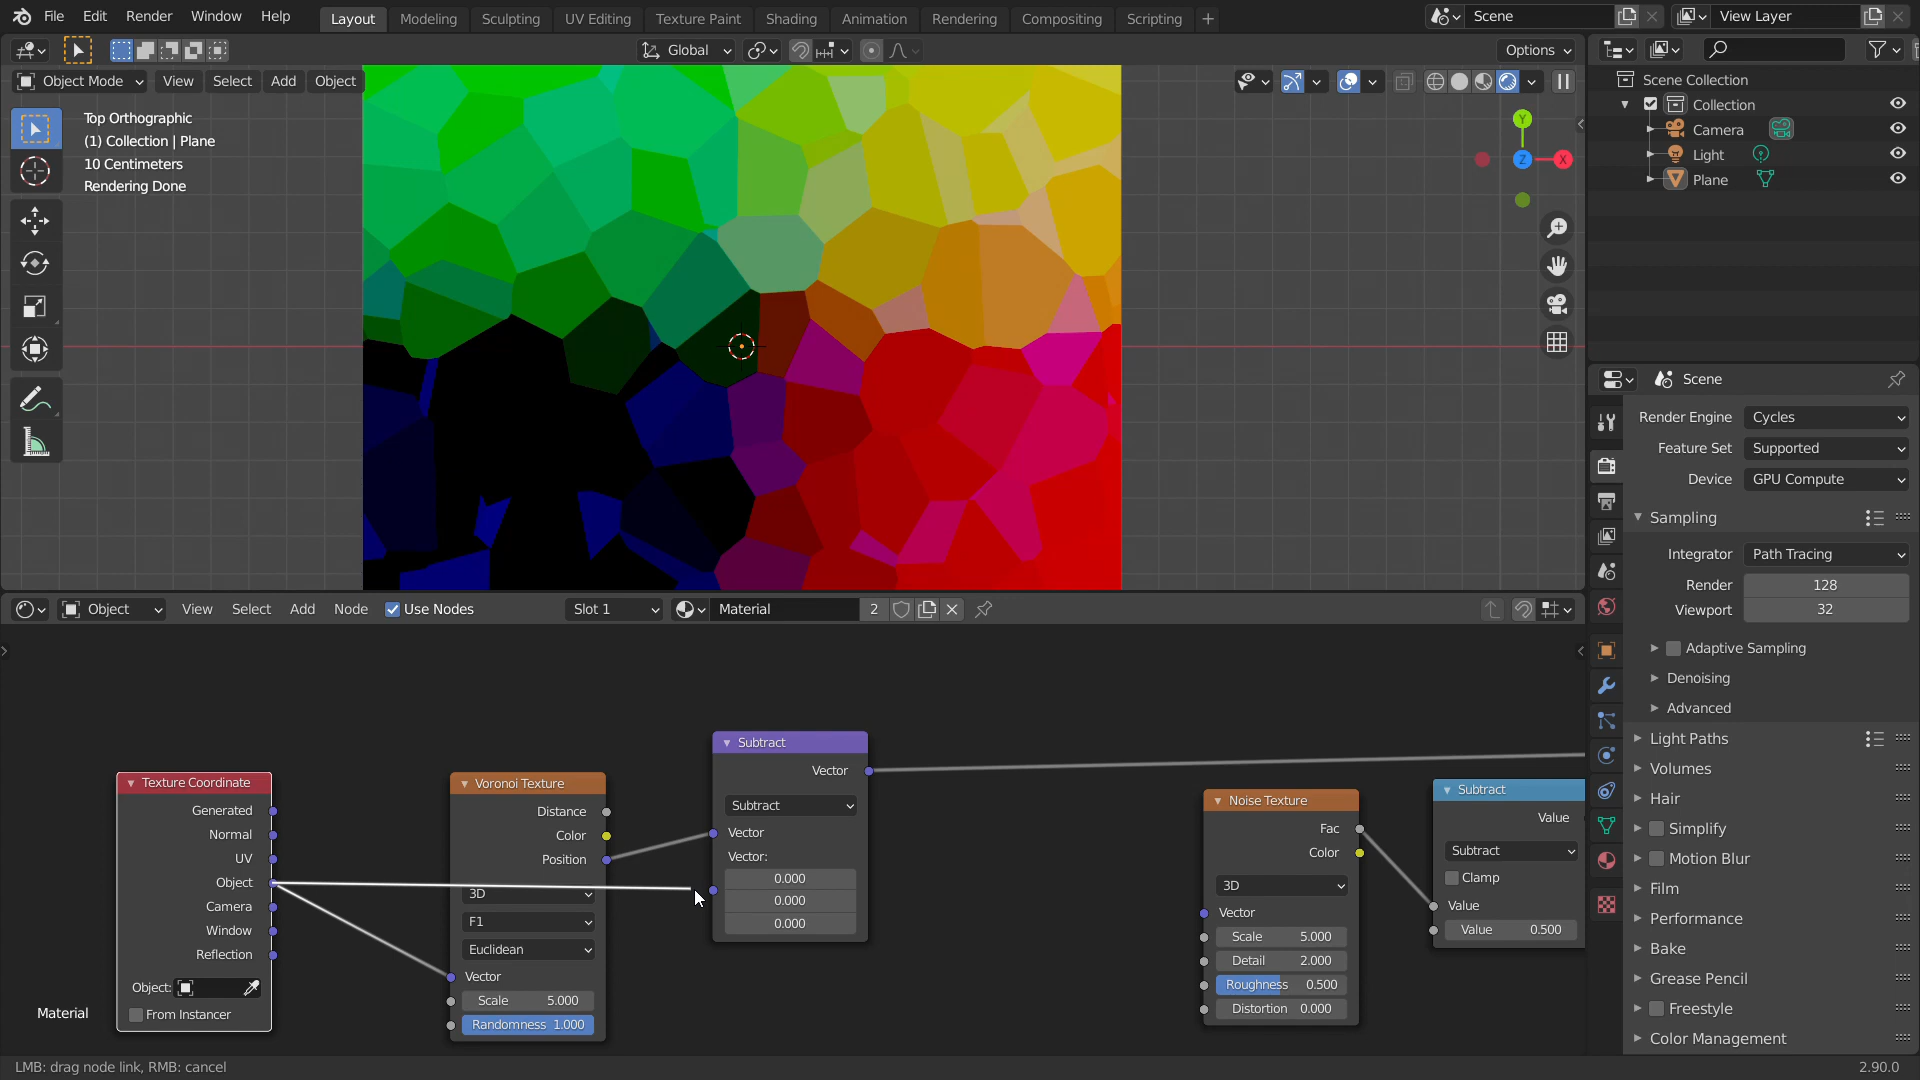 File Edit Render Window Help
Layout Modeling Sculpting UV Editing Texture Paint Shading Animation Rendering Compositing Scripting +
Scene
View Layer
Global
Options
Object Mode View Select Add Object
Top Orthographic
(1) Collection | Plane
10 Centimeters
Rendering Done
Y
Z
X
Scene Collection
Collection
Camera
Light
Plane
Scene
Render Engine Cycles
Feature Set Supported
Device GPU Compute
Sampling
Integrator Path Tracing
Render 128
Viewport 32
Adaptive Sampling
Denoising
Advanced
Light Paths
Volumes
Hair
Simplify
Motion Blur
Film
Performance
Bake
Grease Pencil
Freestyle
Color Management
Object View Select Add Node Use Nodes Slot 1 Material 2
Texture Coordinate
Generated
Normal
UV
Object
Camera
Window
Reflection
Object:
From Instancer
Voronoi Texture
Distance
Color
Position
3D
F1
Euclidean
Vector
Scale 5.000
Randomness 1.000
Subtract
Vector
Subtract
Vector
Vector:
0.000
0.000
0.000
Noise Texture
Fac
Color
3D
Vector
Scale 5.000
Detail 2.000
Roughness 0.500
Distortion 0.000
Subtract
Value
Subtract
Clamp
Value
Value 0.500
Material
LMB: drag node link, RMB: cancel
2.90.0